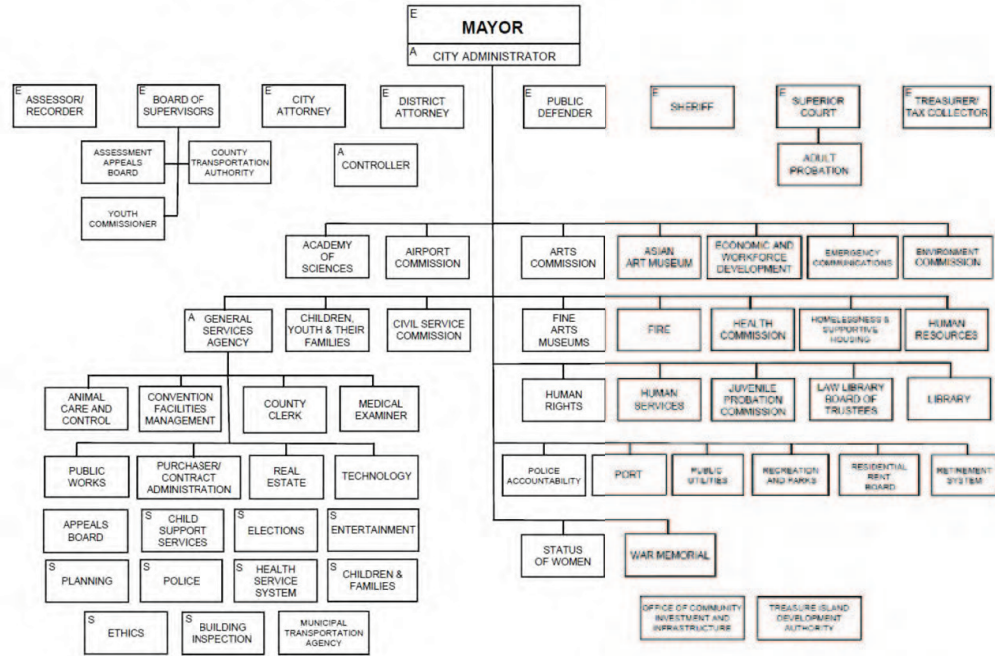 E
MAYOR
A
CITY ADMINISTRATOR
E
ASSESSOR/
RECORDER
E
BOARD OF
SUPERVISORS
E
CITY
ATTORNEY
E
DISTRICT
ATTORNEY
E
PUBLIC
DEFENDER
E
SHERIFF
E
SUPERIOR
COURT
E
TREASURER/
TAX COLLECTOR
ASSESSMENT
APPEALS
BOARD
COUNTY
TRANSPORTATION
AUTHORITY
A
CONTROLLER
ADULT
PROBATION
YOUTH
COMMISSIONER
ACADEMY
OF
SCIENCES
AIRPORT
COMMISSION
ARTS
COMMISSION
ASIAN
ART MUSEUM
ECONOMIC AND
WORKFORCE
DEVELOPMENT
EMERGENCY
COMMUNICATIONS
ENVIRONMENT
COMMISSION
A
GENERAL
SERVICES
AGENCY
CHILDREN,
YOUTH & THEIR
FAMILIES
CIVIL SERVICE
COMMISSION
FINE
ARTS
MUSEUMS
FIRE
HEALTH
COMMISSION
HOMELESSNESS &
SUPPORTIVE
HOUSING
HUMAN
RESOURCES
ANIMAL
CARE AND
CONTROL
CONVENTION
FACILITIES
MANAGEMENT
COUNTY
CLERK
MEDICAL
EXAMINER
HUMAN
RIGHTS
HUMAN
SERVICES
JUVENILE
PROBATION
COMMISSION
LAW LIBRARY
BOARD OF
TRUSTEES
LIBRARY
PUBLIC
WORKS
PURCHASER/
CONTRACT
ADMINISTRATION
REAL
ESTATE
TECHNOLOGY
POLICE
ACCOUNTABILITY
PORT
PUBLIC
UTILITIES
RECREATION
AND PARKS
RESIDENTIAL
RENT
BOARD
RETIREMENT
SYSTEM
APPEALS
BOARD
S
CHILD
SUPPORT
SERVICES
S
ELECTIONS
S
ENTERTAINMENT
STATUS
OF WOMEN
WAR MEMORIAL
S
PLANNING
S
POLICE
S
HEALTH
SERVICE
SYSTEM
S
CHILDREN &
FAMILIES
S
ETHICS
S
BUILDING
INSPECTION
MUNICIPAL
TRANSPORTATION
AGENCY
OFFICE OF COMMUNITY
INVESTMENT AND
INFRASTRUCTURE
TREASURE ISLAND
DEVELOPMENT
AUTHORITY